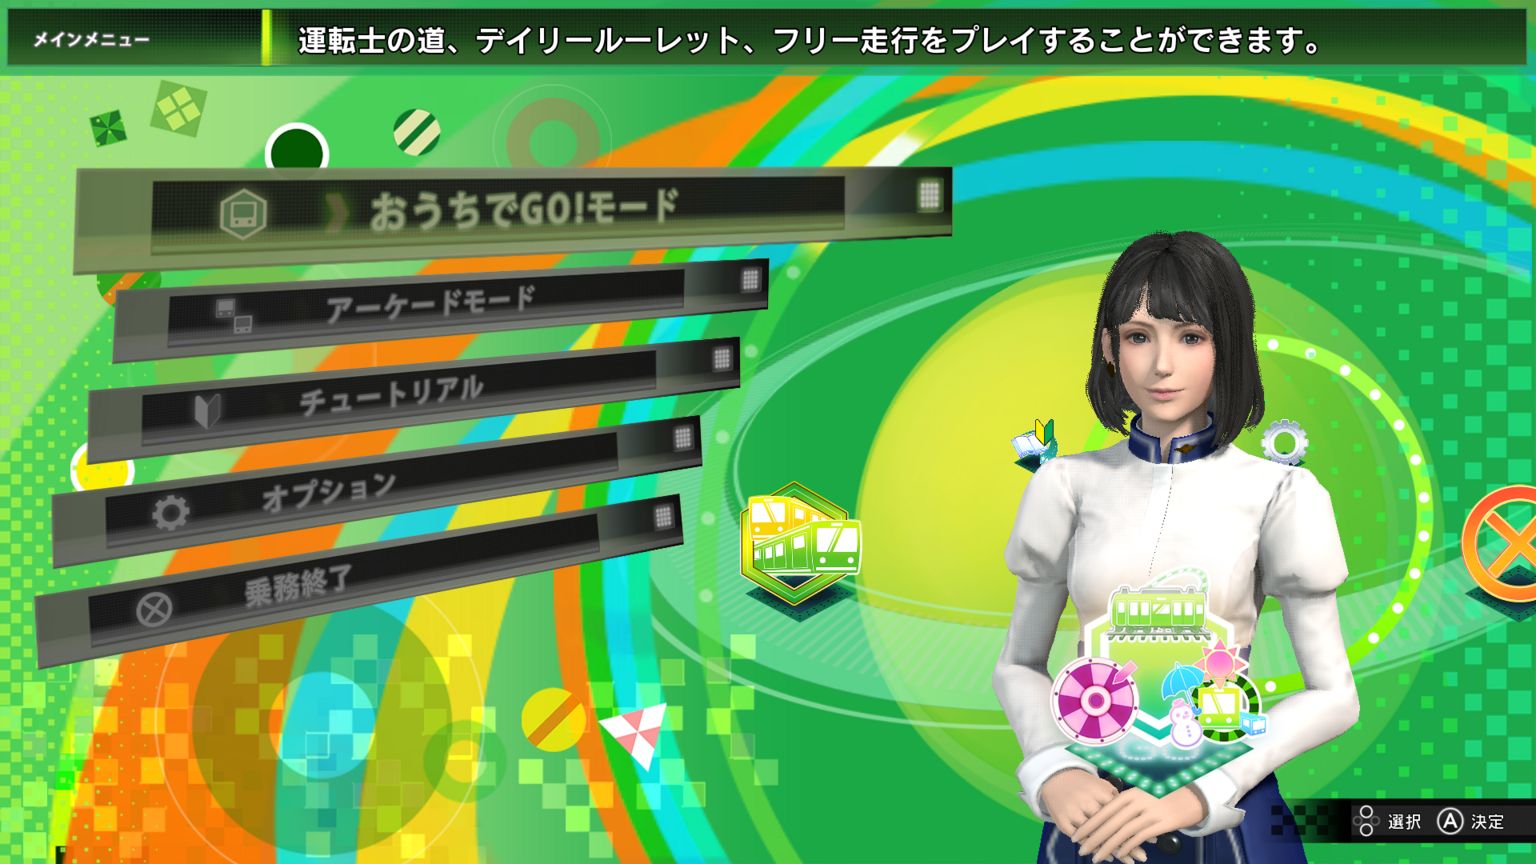 メインメニュー
運転士の道、デイリールーレット、フリー走行をプレイすることができます。
おうちでGO!モード
アーケードモード
チュートリアル
オプション
乗務終了
選択 A 決定